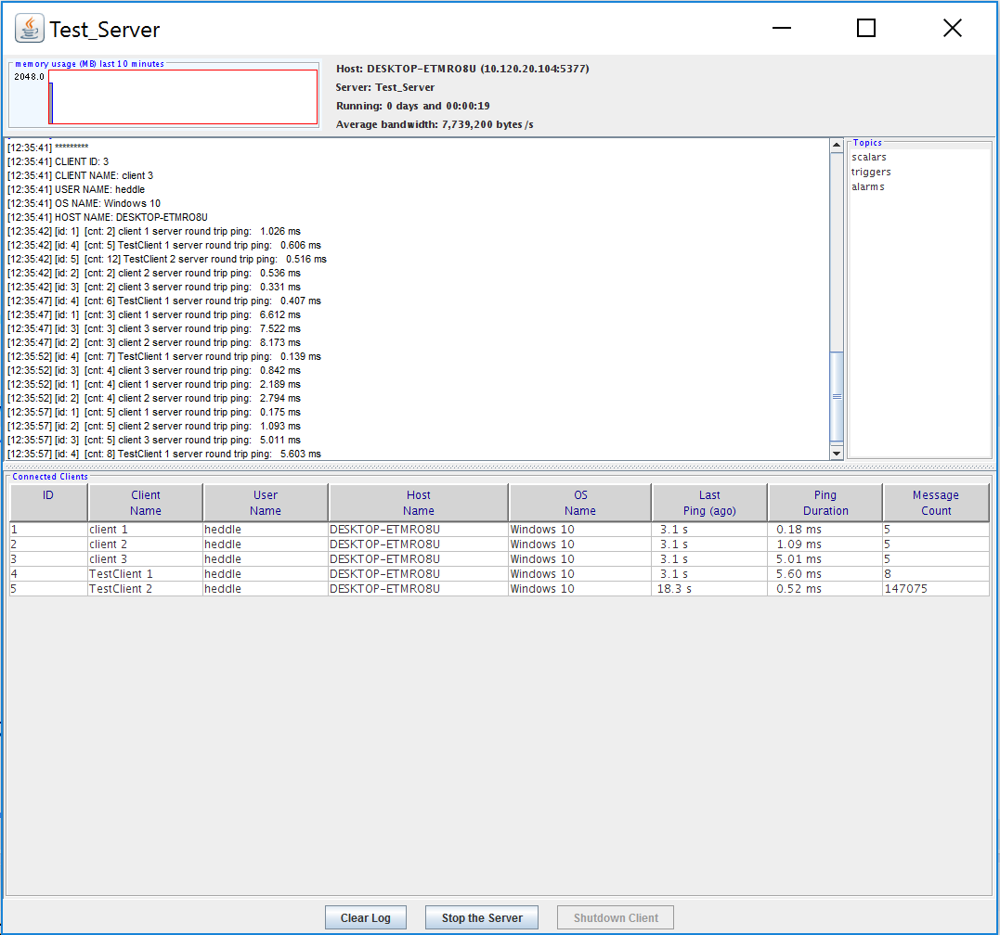 Test_Server
memory usage (MB) last 10 minutes
2048.0
Host: DESKTOP-ETMRO8U (10.120.20.104:5377)
Server: Test_Server
Running: 0 days and 00:00:19
Average bandwidth: 7,739,200 bytes/s
[12:35:41] *********
[12:35:41] CLIENT ID: 3
[12:35:41] CLIENT NAME: client 3
[12:35:41] USER NAME: heddle
[12:35:41] OS NAME: Windows 10
[12:35:41] HOST NAME: DESKTOP-ETMRO8U
[12:35:42] [id: 1]  [cnt: 2] client 1 server round trip ping:   1.026 ms
[12:35:42] [id: 4]  [cnt: 5] TestClient 1 server round trip ping:   0.606 ms
[12:35:42] [id: 5]  [cnt: 12] TestClient 2 server round trip ping:   0.516 ms
[12:35:42] [id: 2]  [cnt: 2] client 2 server round trip ping:   0.536 ms
[12:35:42] [id: 3]  [cnt: 2] client 3 server round trip ping:   0.331 ms
[12:35:47] [id: 4]  [cnt: 6] TestClient 1 server round trip ping:   0.407 ms
[12:35:47] [id: 1]  [cnt: 3] client 1 server round trip ping:   6.612 ms
[12:35:47] [id: 3]  [cnt: 3] client 3 server round trip ping:   7.522 ms
[12:35:47] [id: 2]  [cnt: 3] client 2 server round trip ping:   8.173 ms
[12:35:52] [id: 4]  [cnt: 7] TestClient 1 server round trip ping:   0.139 ms
[12:35:52] [id: 3]  [cnt: 4] client 3 server round trip ping:   0.842 ms
[12:35:52] [id: 1]  [cnt: 4] client 1 server round trip ping:   2.189 ms
[12:35:52] [id: 2]  [cnt: 4] client 2 server round trip ping:   2.794 ms
[12:35:57] [id: 1]  [cnt: 5] client 1 server round trip ping:   0.175 ms
[12:35:57] [id: 2]  [cnt: 5] client 2 server round trip ping:   1.093 ms
[12:35:57] [id: 3]  [cnt: 5] client 3 server round trip ping:   5.011 ms
[12:35:57] [id: 4]  [cnt: 8] TestClient 1 server round trip ping:   5.603 ms
Topics
scalars
triggers
alarms
Connected Clients
ID Client Name User Name Host Name OS Name Last Ping (ago) Ping Duration Message Count
1 client 1 heddle DESKTOP-ETMRO8U Windows 10 3.1 s 0.18 ms 5
2 client 2 heddle DESKTOP-ETMRO8U Windows 10 3.1 s 1.09 ms 5
3 client 3 heddle DESKTOP-ETMRO8U Windows 10 3.1 s 5.01 ms 5
4 TestClient 1 heddle DESKTOP-ETMRO8U Windows 10 3.1 s 5.60 ms 8
5 TestClient 2 heddle DESKTOP-ETMRO8U Windows 10 18.3 s 0.52 ms 147075
Clear Log Stop the Server Shutdown Client